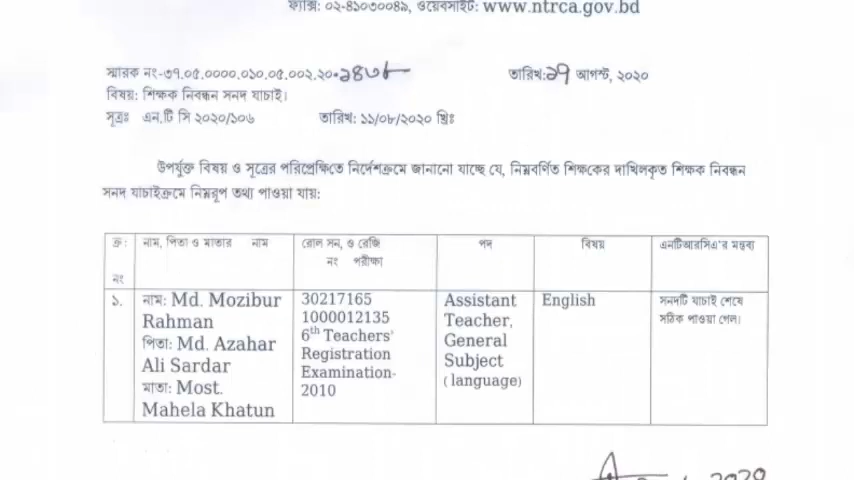 ফ্যাক্স: ০২-৪১০৩০০৪৯, ওয়েবসাইট: www.ntrca.gov.bd
স্মারক নং-৩৭.০৫.০০০০.০১০.০৫.০০২.২০. তারিখ:১৭ আগস্ট, ২০২০
বিষয়: শিক্ষক নিবন্ধন সনদ যাচাই।
সূত্রঃ এন.টি সি ২০২০/১০৬ তারিখ: ১১/০৮/২০২০ খ্রিঃ
উপর্যুক্ত বিষয় ও সূত্রের পরিপ্রেক্ষিতে নির্দেশক্রমে জানানো যাচ্ছে যে, নিম্নবর্ণিত শিক্ষকের দাখিলকৃত শিক্ষক নিবন্ধন
সনদ যাচাইক্রমে নিম্নরূপ তথ্য পাওয়া যায়:
ক্র: নং
নাম, পিতা ও মাতার নাম
রোল সন, ও রেজি
নং পরীক্ষা
পদ
বিষয়
এনটিআরসিএ'র মন্তব্য
১.
নাম: Md. Mozibur
Rahman
পিতা: Md. Azahar
Ali Sardar
মাতা: Most.
Mahela Khatun
30217165
1000012135
6th Teachers'
Registration
Examination-
2010
Assistant
Teacher,
General
Subject
(language)
English
সনদটি যাচাই শেষে
সঠিক পাওয়া গেল।